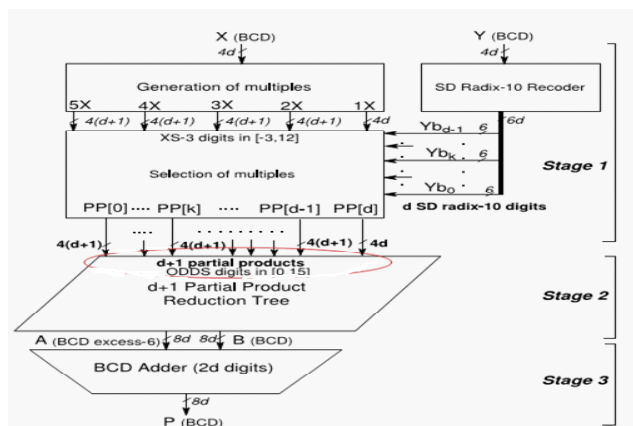 X (BCD)
Y (BCD)
4d
4d
Generation of multiples
SD Radix-10 Recoder
5X 4X 3X 2X 1X
4(d+1) 4(d+1) 4(d+1) 4(d+1) 4d
6d
XS-3 digits in [-3,12]
Ybd-1 6
Selection of multiples
Ybk 6
Yb0 6
Stage 1
PP[0] .... PP[k] .... PP[d-1] PP[d]
d SD radix-10 digits
4(d+1) 4(d+1) 4(d+1) 4d
d+1 partial products
ODDS digits in [0 15]
d+1 Partial Product
Reduction Tree
Stage 2
A (BCD excess-6) 8d 8d B (BCD)
BCD Adder (2d digits)
Stage 3
8d
P (BCD)